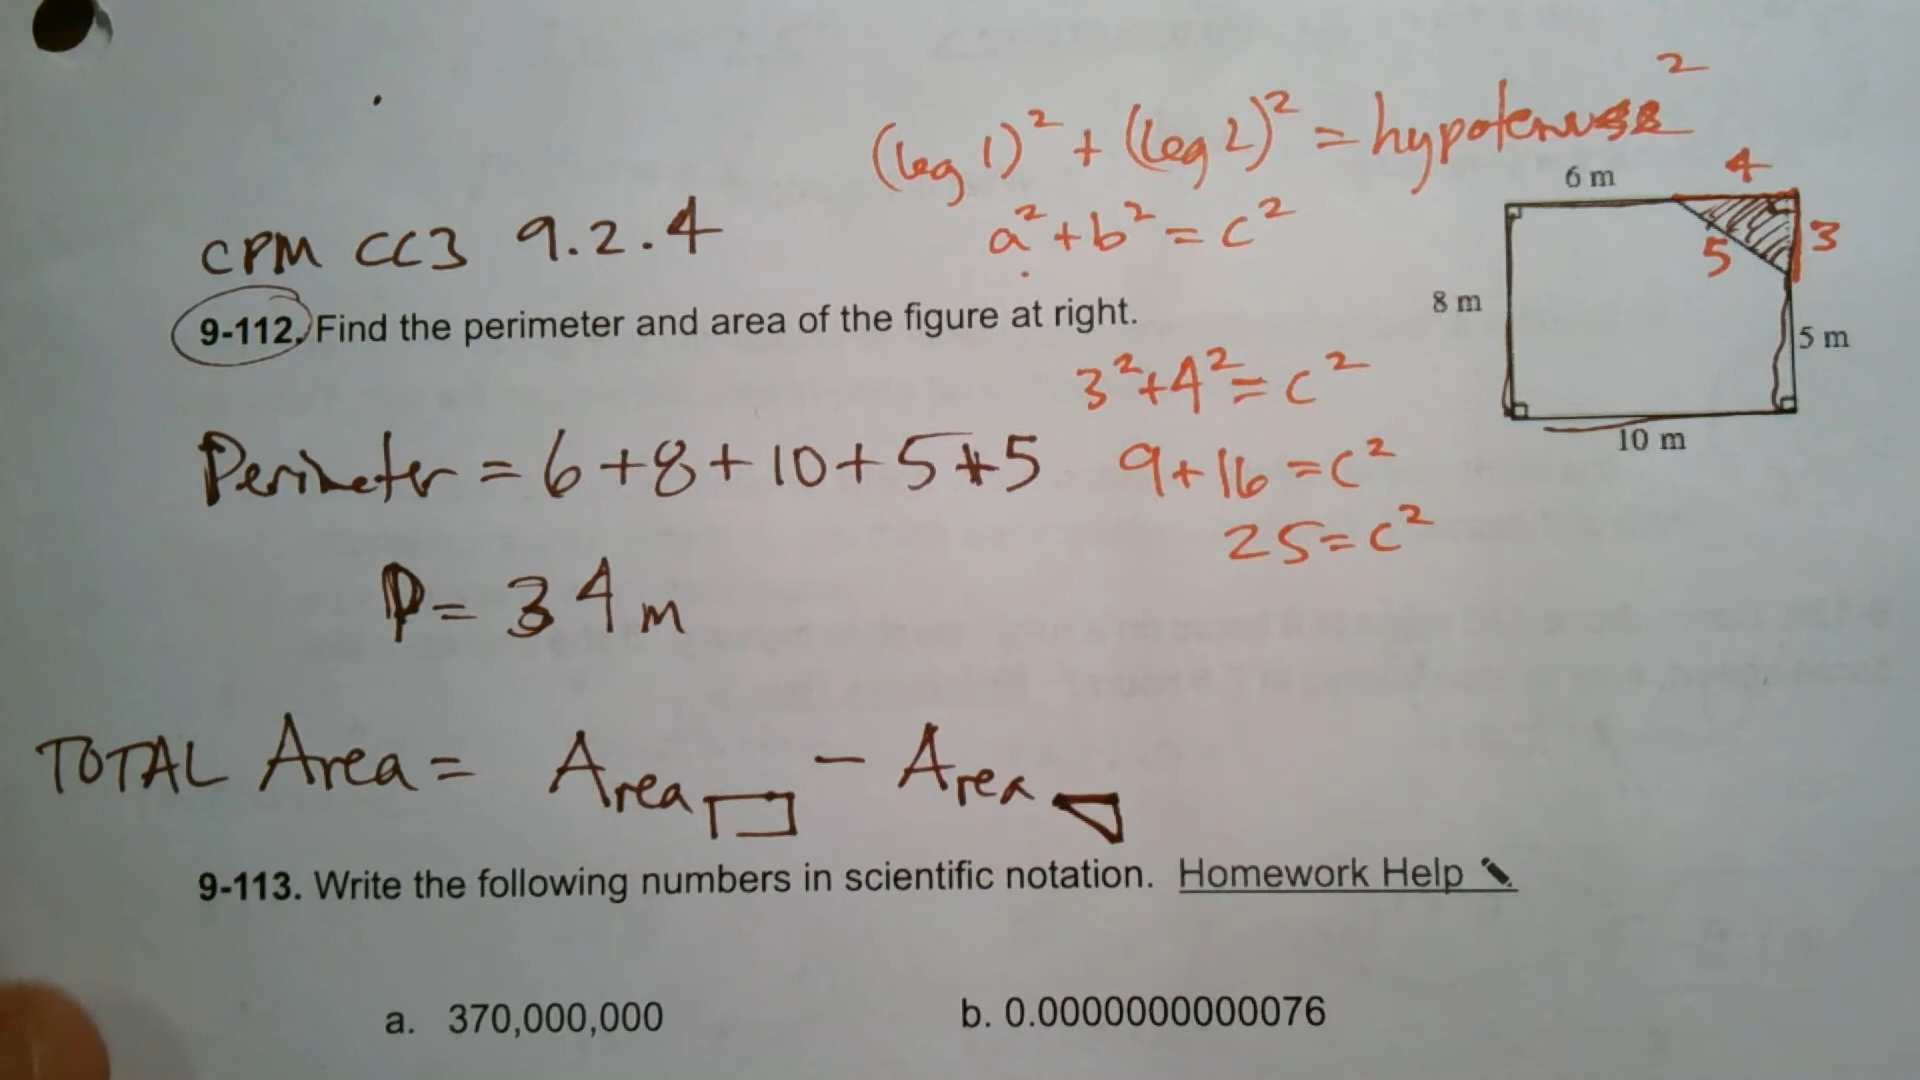 (leg 1)² + (leg 2)² = hypotenuse²
CPM CC3 9.2.4
a² + b² = c²
6 m
4
3
5
8 m
5 m
10 m
9-112. Find the perimeter and area of the figure at right.
3² + 4² = c²
Perimeter = 6 + 8 + 10 + 5 + 5
9 + 16 = c²
25 = c²
P = 34 m
TOTAL Area = Area - Area
9-113. Write the following numbers in scientific notation. Homework Help
a. 370,000,000
b. 0.0000000000076